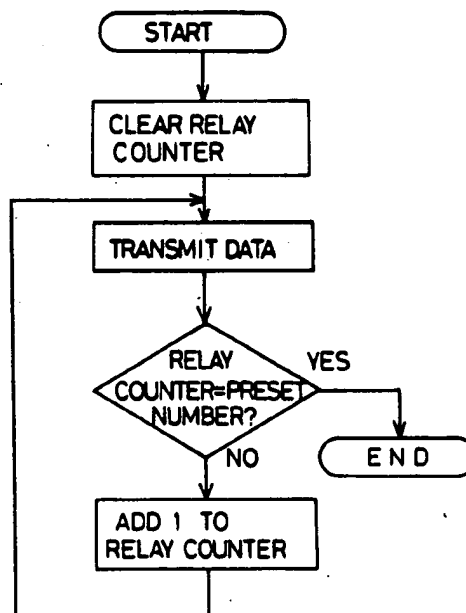 START
CLEAR RELAY
COUNTER
TRANSMIT DATA
RELAY
COUNTER=PRESET
NUMBER?
YES
NO
END
ADD 1 TO
RELAY COUNTER